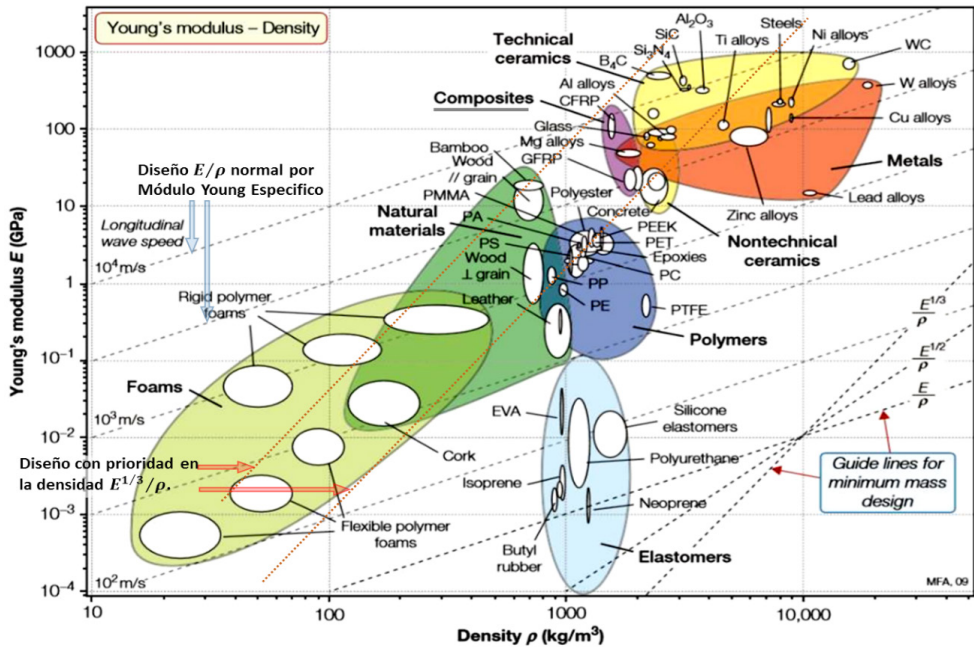 Young's modulus – Density
Al₂O₃
Steels
SiC
Ti alloys
Ni alloys
Si₃N₄
WC
Technical
ceramics
B₄C
W alloys
Al alloys
Composites
CFRP
Cu alloys
Glass
Mg alloys
Metals
GFRP
Bamboo
Wood
// grain
Polyester
Diseño E/ρ normal por
Módulo Young Especifico
PMMA
Concrete
Zinc alloys
Lead alloys
Longitudinal
wave speed
Natural
materials
PA
PEEK
PS
PET
Nontechnical
ceramics
Epoxies
Wood
⊥ grain
PC
PP
Leather
PE
PTFE
10⁴ m/s
Rigid polymer
foams
Polymers
E^1/3
ρ
E^1/2
ρ
E
ρ
Foams
10³ m/s
EVA
Silicone
elastomers
Cork
Polyurethane
Diseño con prioridad en
la densidad E^1/3/ρ.
Isoprene
Neoprene
Guide lines for
minimum mass
design
Flexible polymer
foams
Butyl
rubber
Elastomers
10² m/s
MFA, 09
Young's modulus E (GPa)
1000
100
10
1
10⁻¹
10⁻²
10⁻³
10⁻⁴
10
100
1000
10,000
Density ρ (kg/m³)